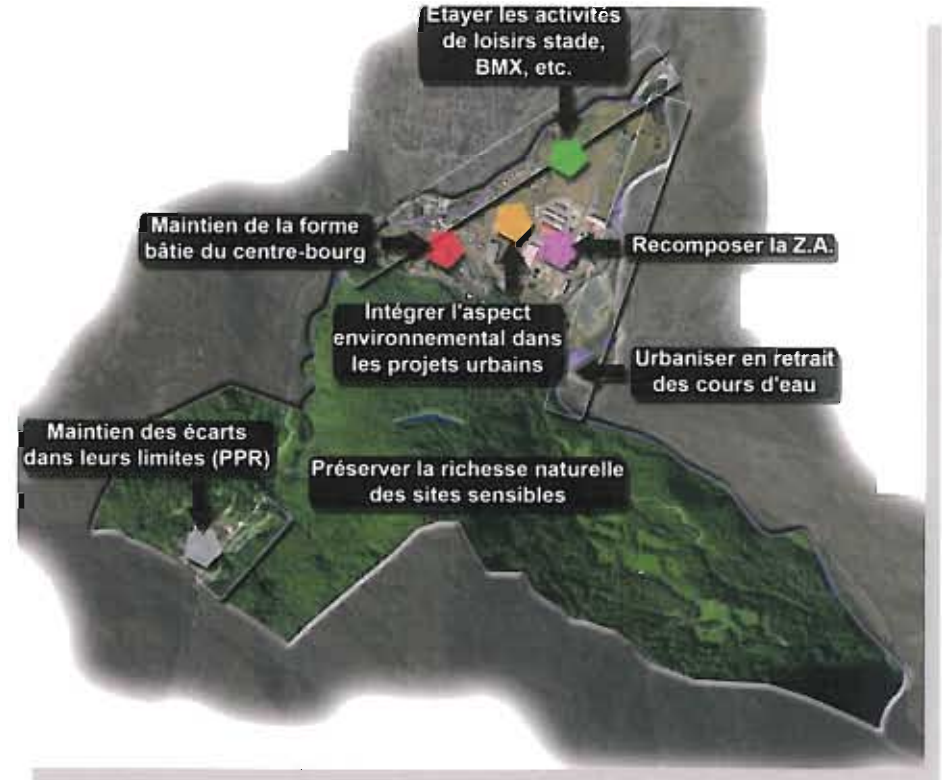 Etayer les activités
de loisirs stade,
BMX, etc.
Maintien de la forme
bâtie du centre-bourg
Recomposer la Z.A.
Intégrer l'aspect
environnemental dans
les projets urbains
Urbaniser en retrait
des cours d'eau
Maintien des écarts
dans leurs limites (PPR)
Préserver la richesse naturelle
des sites sensibles